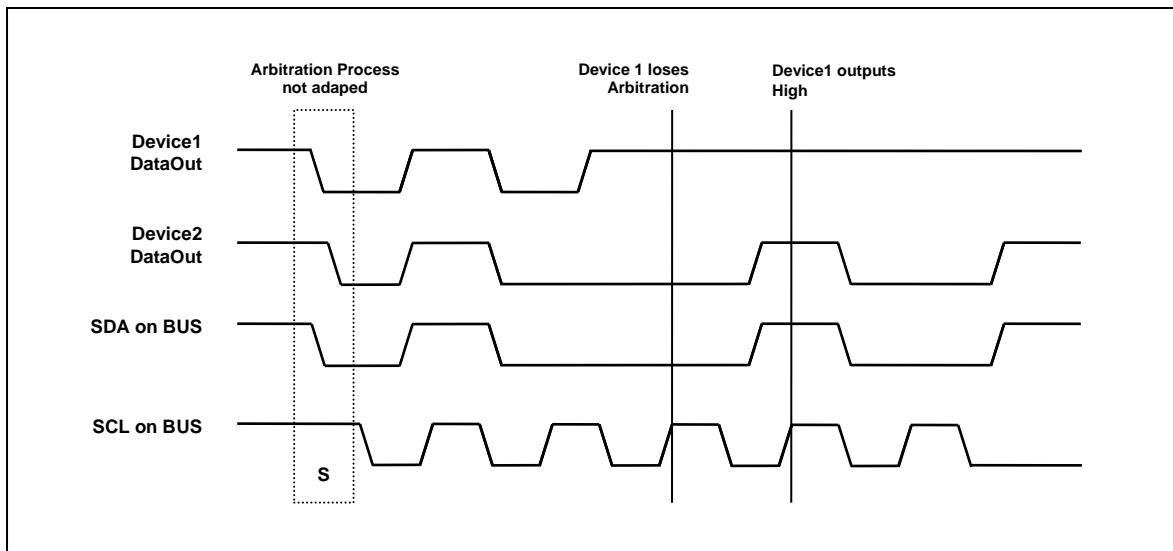 Arbitration Process
not adaped
Device 1 loses
Arbitration
Device1 outputs
High
Device1
DataOut
Device2
DataOut
SDA on BUS
SCL on BUS
S